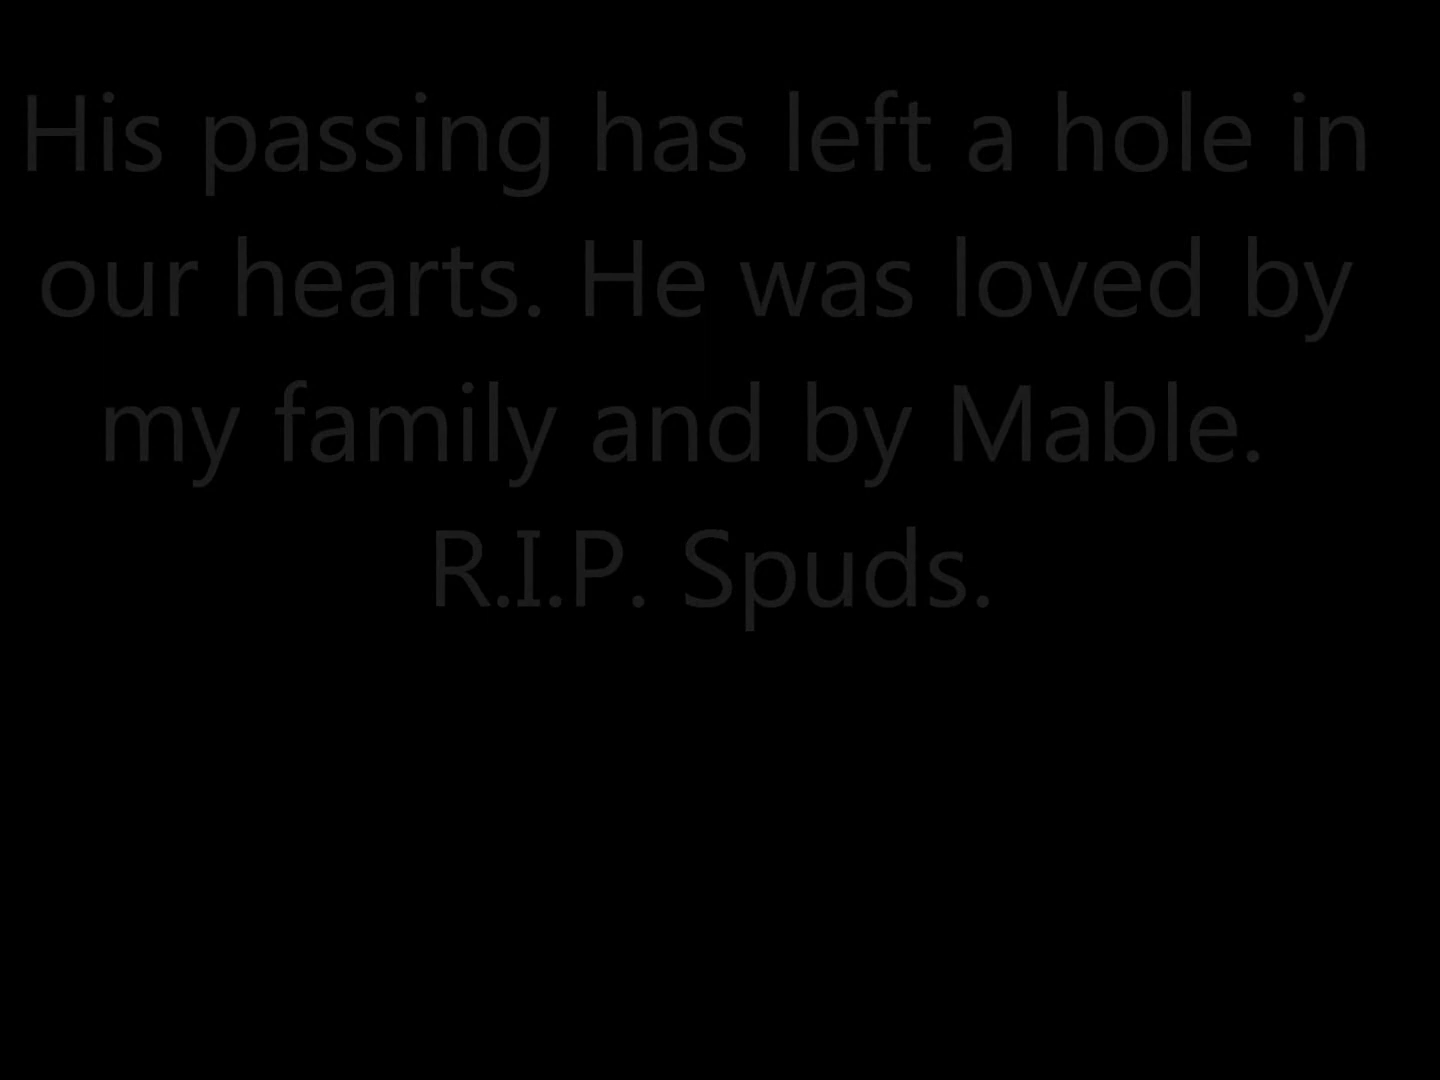 His passing has left a hole in
our hearts. He was loved by
my family and by Mable.
R.I.P. Spuds.